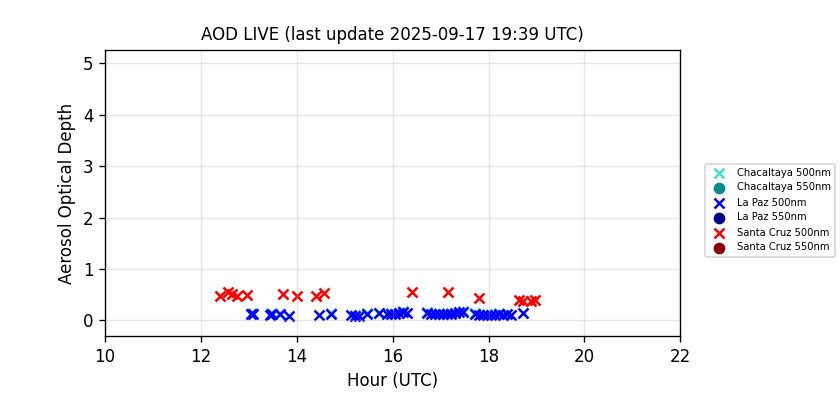 AOD LIVE (last update 2025-09-17 19:39 UTC)
Aerosol Optical Depth
5
4
3
2
1
0
10 12 14 16 18 20 22
Hour (UTC)
Chacaltaya 500nm
Chacaltaya 550nm
La Paz 500nm
La Paz 550nm
Santa Cruz 500nm
Santa Cruz 550nm